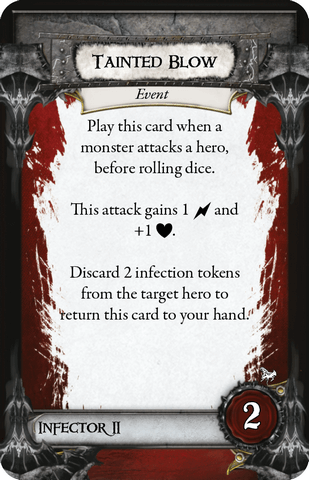 Tainted Blow
Event
Play this card when a
monster attacks a hero,
before rolling dice.
This attack gains 1 and
+1 .
Discard 2 infection tokens
from the target hero to
return this card to your hand.
2
Infector II